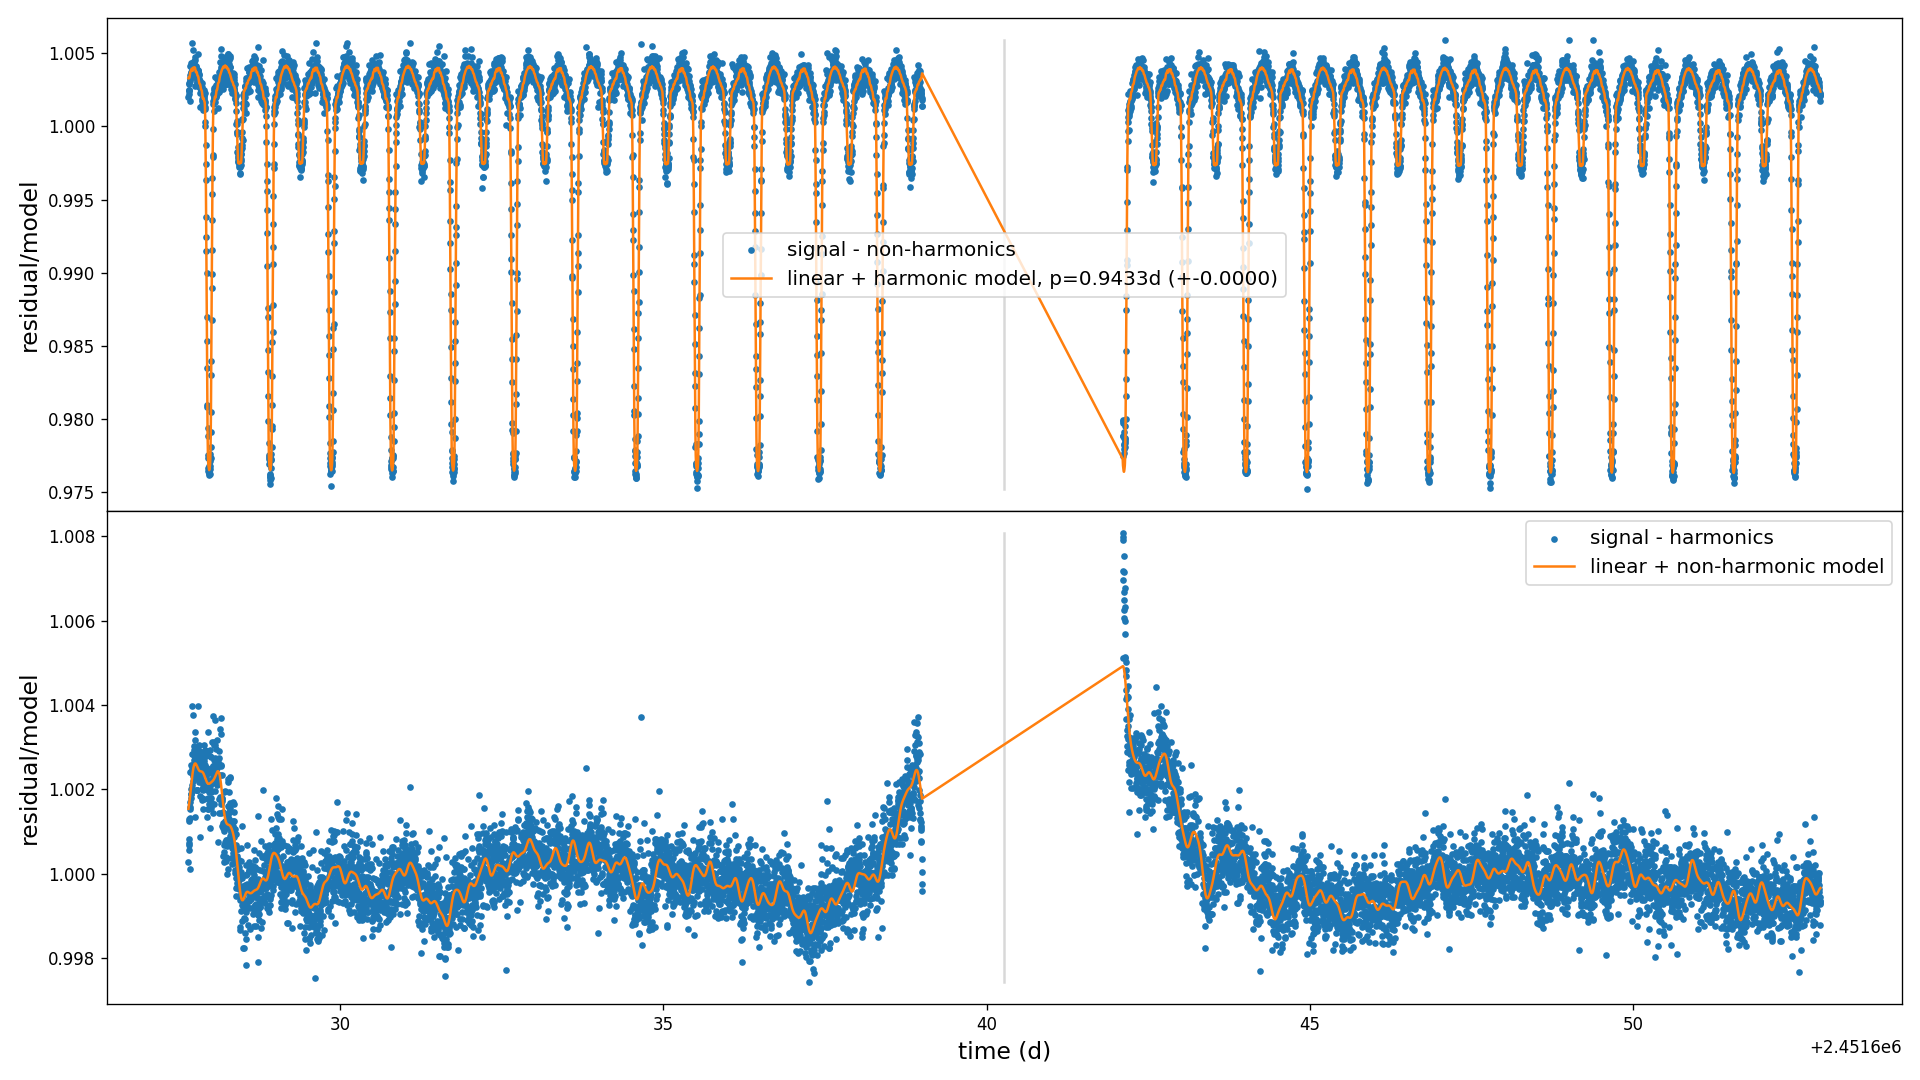 1.005
1.000
0.995
0.990
0.985
0.980
0.975
residual/model
signal - non-harmonics
linear + harmonic model, p=0.9433d (+-0.0000)
1.008
1.006
1.004
1.002
1.000
0.998
residual/model
signal - harmonics
linear + non-harmonic model
30 35 40 45 50
time (d)
+2.4516e6